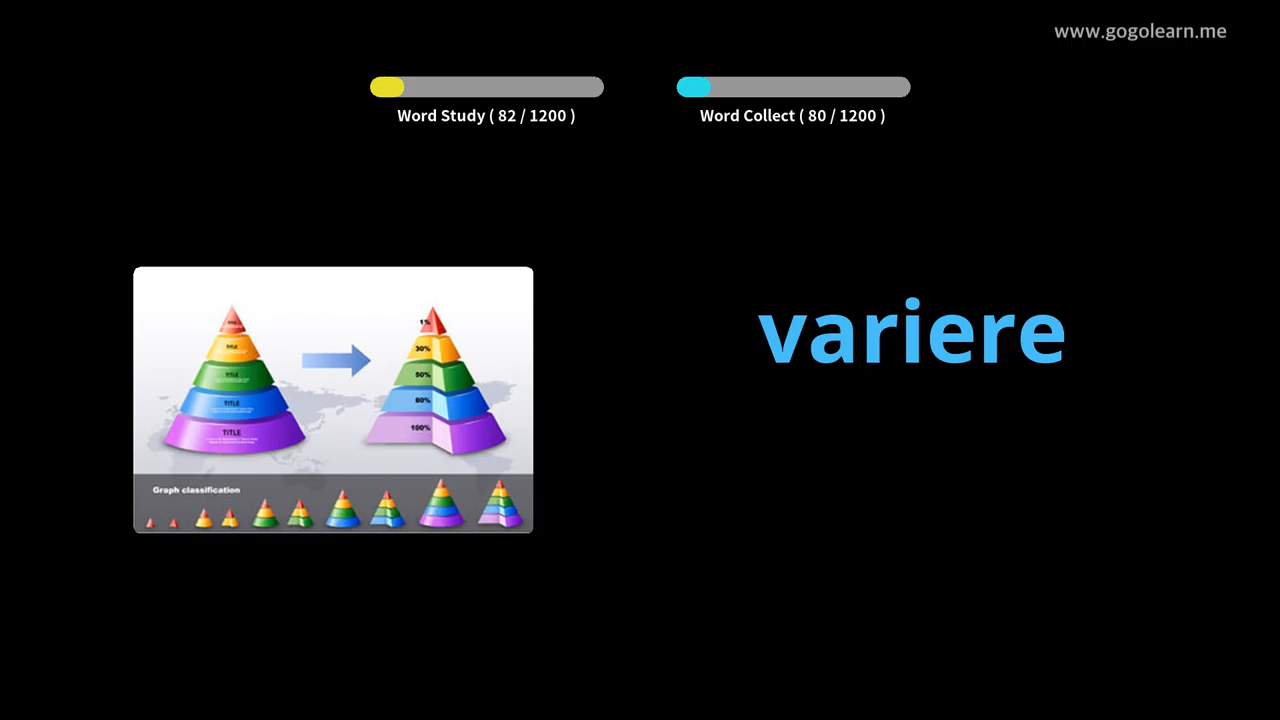 www.gogolearn.me
Word Study ( 82 / 1200 )
Word Collect ( 80 / 1200 )
variere
1%
30%
TITLE
50%
TITLE
80%
TITLE
100%
TITLE
Graph classification